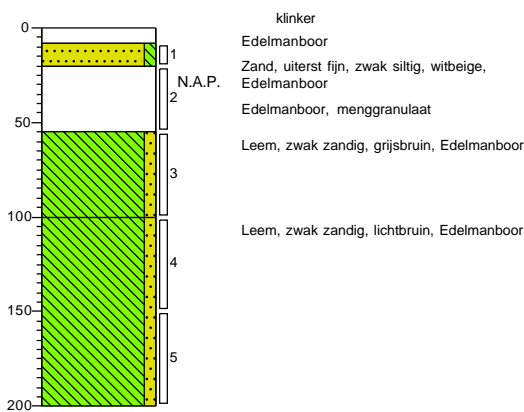 klinker
0
Edelmanboor
1
Zand, uiterst fijn, zwak siltig, witbeige,
Edelmanboor
N.A.P.
2
Edelmanboor, menggranulaat
50
Leem, zwak zandig, grijsbruin, Edelmanboor
3
100
Leem, zwak zandig, lichtbruin, Edelmanboor
4
150
5
200